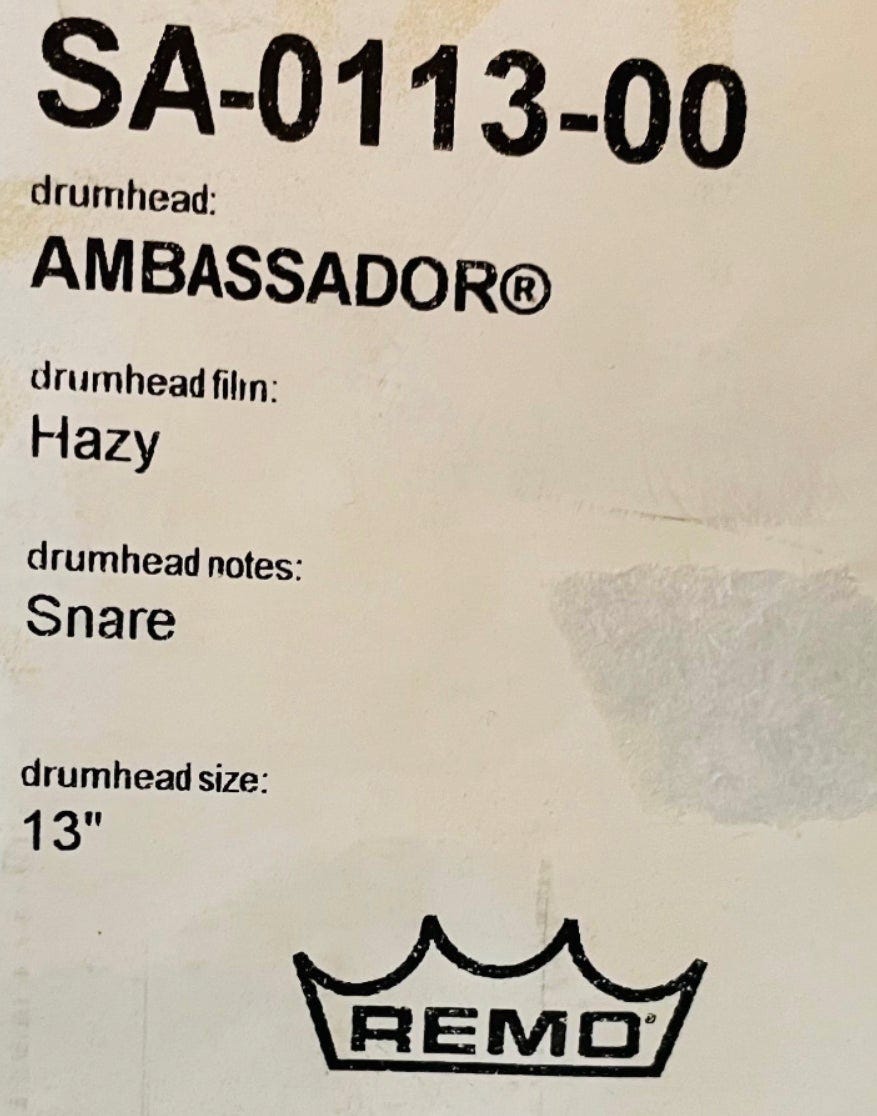 SA-0113-00
drumhead:
AMBASSADOR®
drumhead film:
Hazy
drumhead notes:
Snare
drumhead size:
13"
REMO®